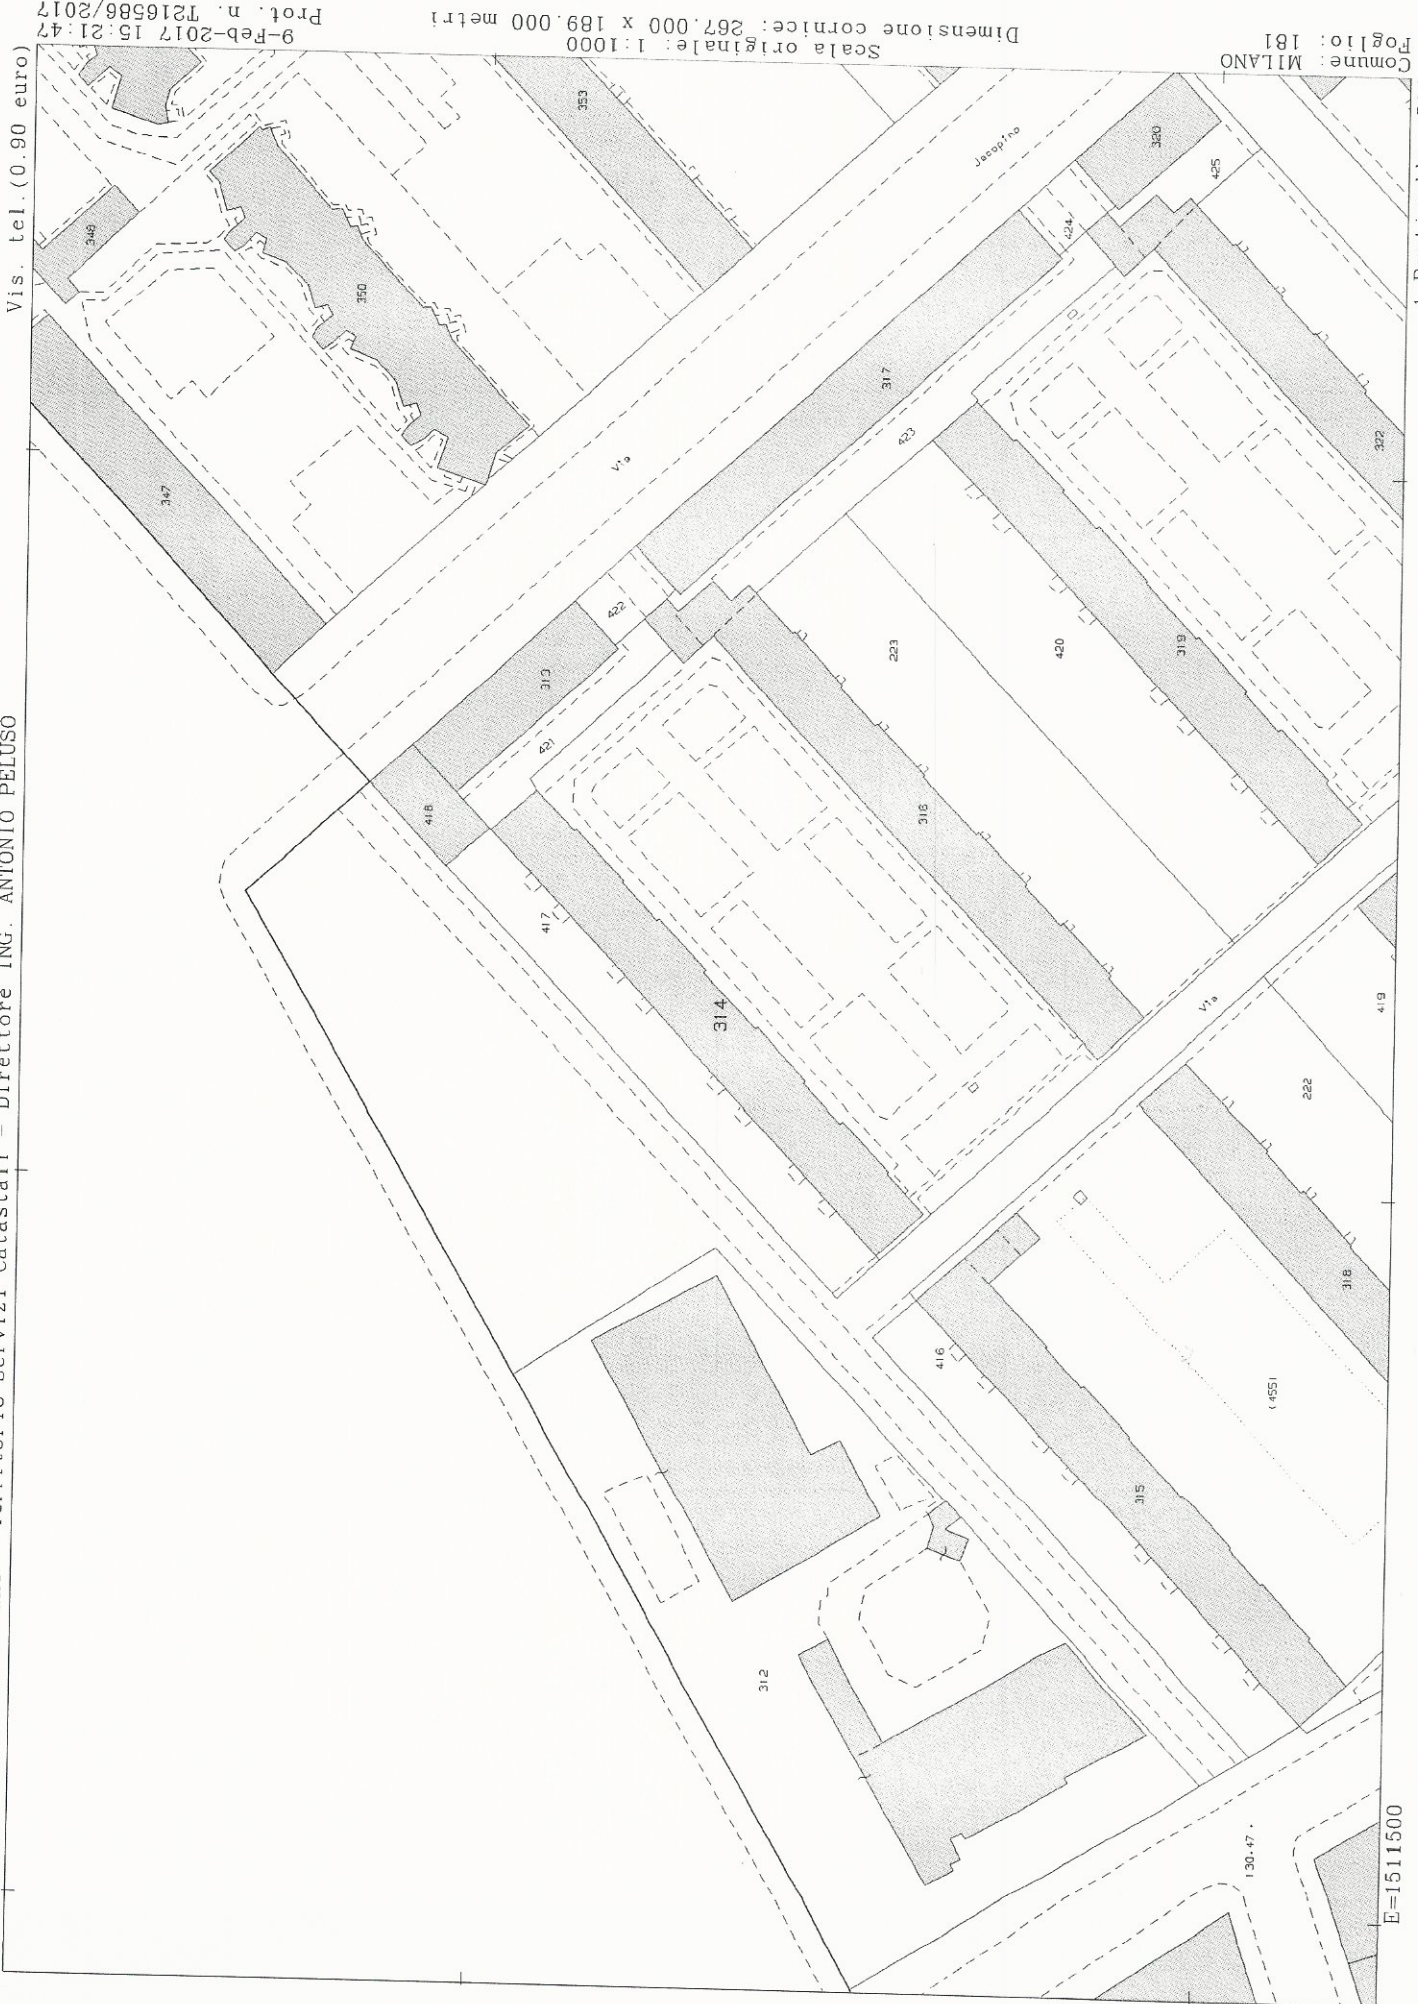 Comune: MILANO
Foglio: 181
Scala originale: 1:1000
Dimensione cornice: 267.000 x 189.000 metri
9-Feb-2017 15:21:47
Prot. n. T216586/2017
Vis. tel. (0.90 euro)
Servizi Catastali - Direttore ING. ANTONIO PELUSO
E=1511500
353
320
425
Jacopino
424
348
350
317
347
423
Via
322
422
313
421
223
420
319
418
316
417
314
Via
419
222
416
318
(455)
315
312
130.47